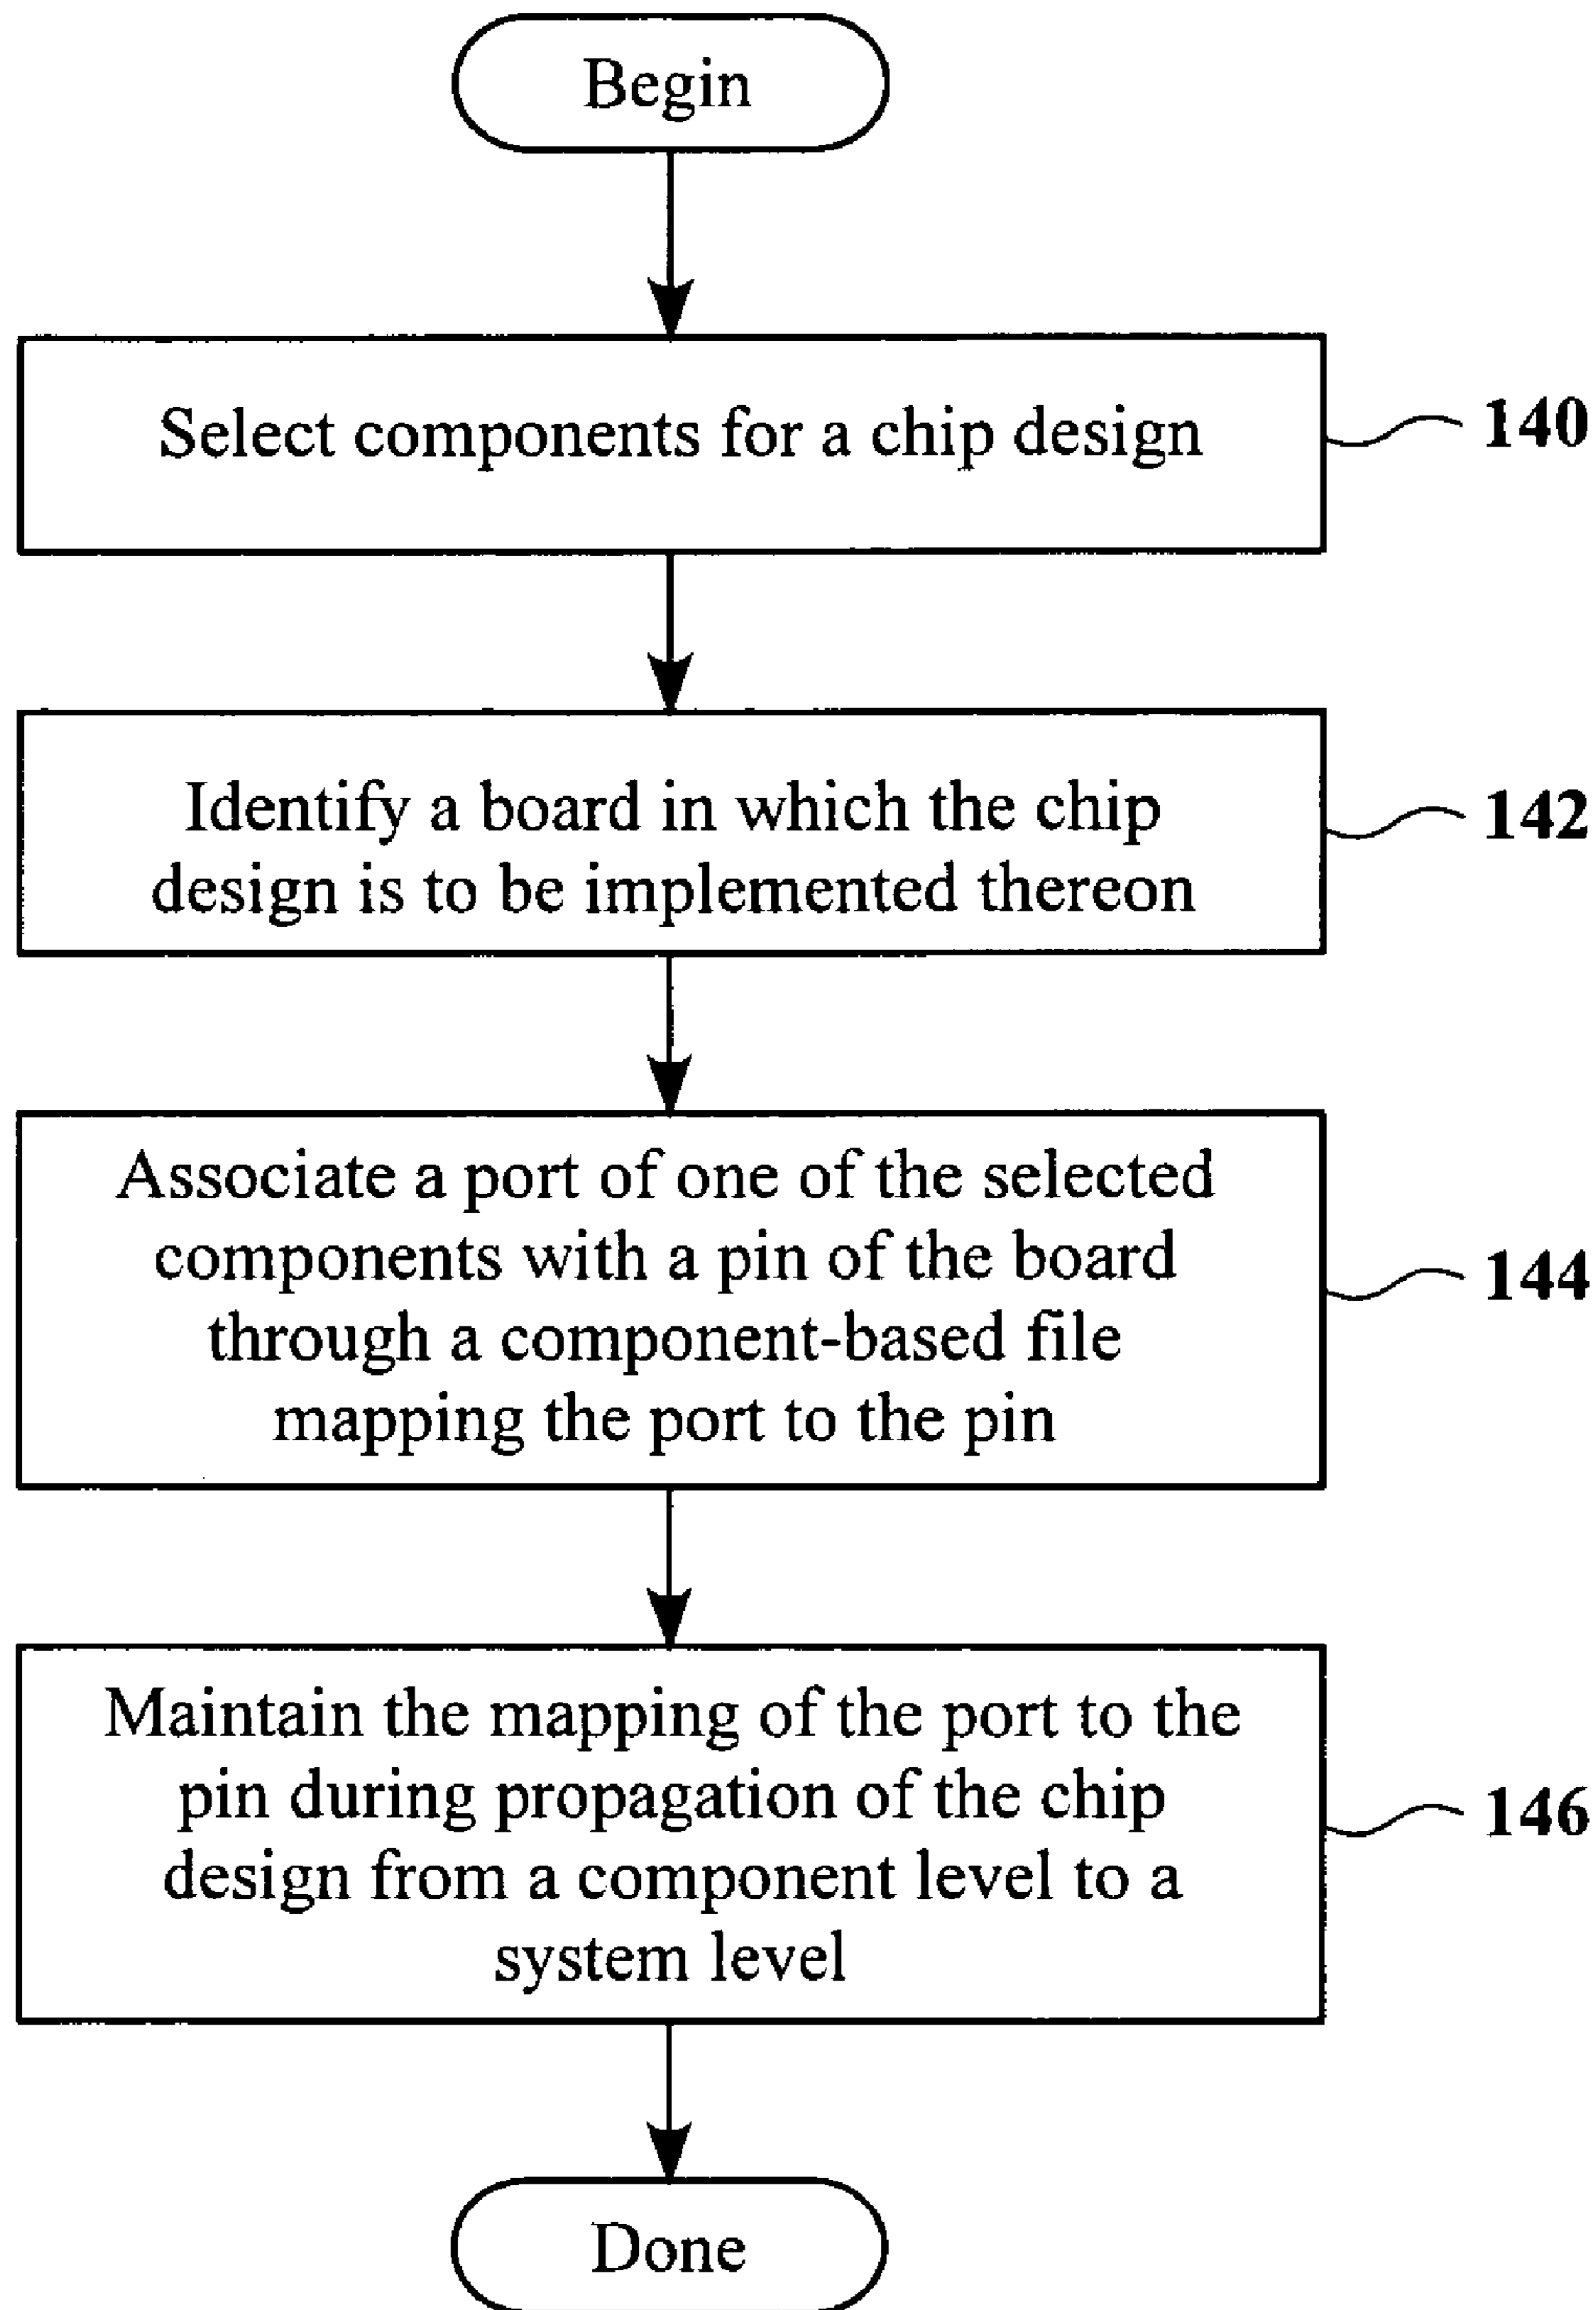 Begin
Select components for a chip design
140
Identify a board in which the chip
design is to be implemented thereon
142
Associate a port of one of the selected
components with a pin of the board
through a component-based file
mapping the port to the pin
144
Maintain the mapping of the port to the
pin during propagation of the chip
design from a component level to a
system level
146
Done